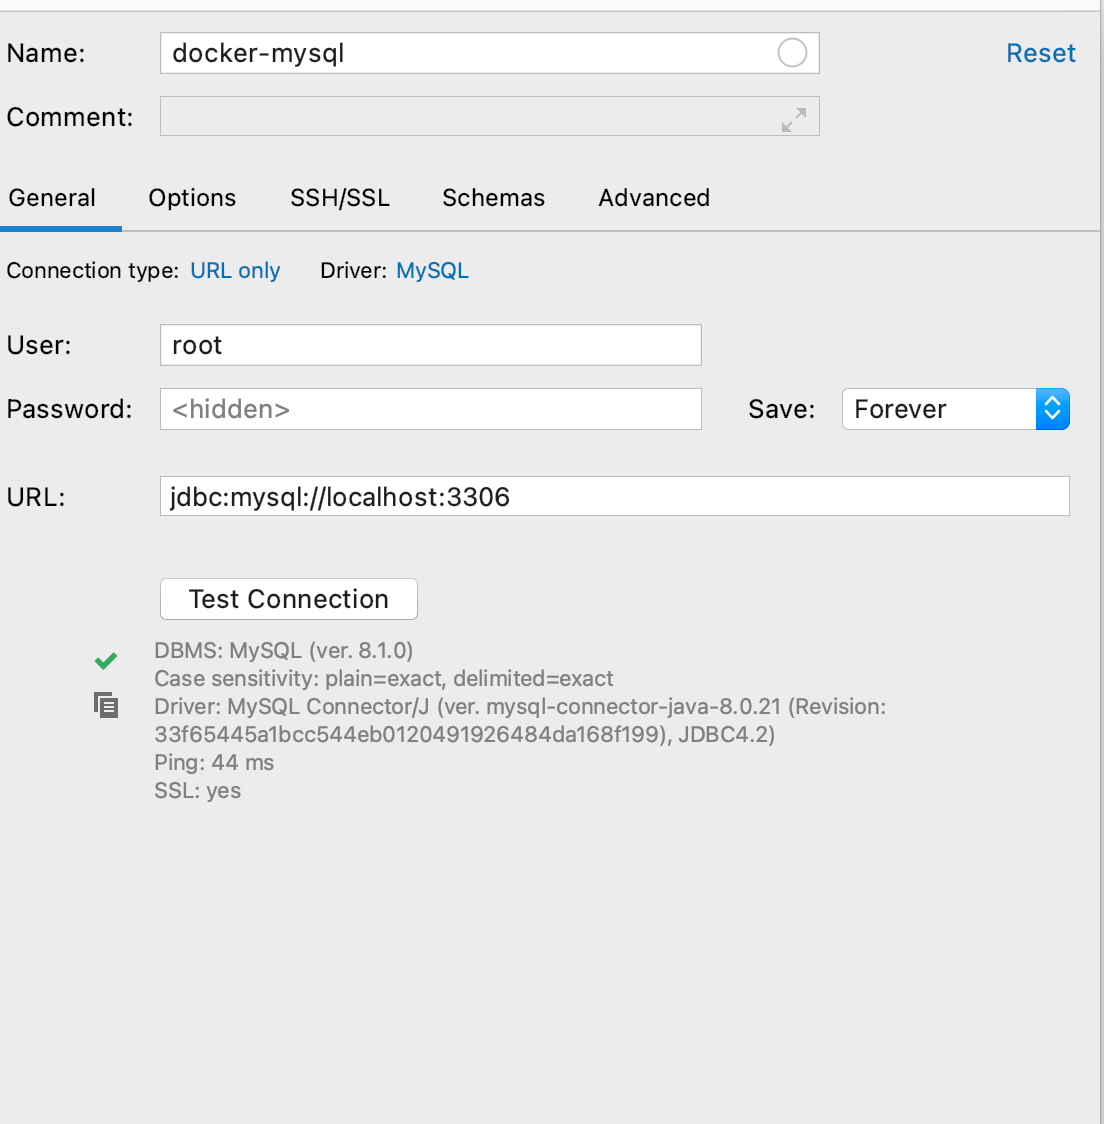 Name: docker-mysql Reset
Comment:
General Options SSH/SSL Schemas Advanced
Connection type: URL only Driver: MySQL
User: root
Password: <hidden> Save: Forever
URL: jdbc:mysql://localhost:3306
Test Connection
DBMS: MySQL (ver. 8.1.0)
Case sensitivity: plain=exact, delimited=exact
Driver: MySQL Connector/J (ver. mysql-connector-java-8.0.21 (Revision:
33f65445a1bcc544eb0120491926484da168f199), JDBC4.2)
Ping: 44 ms
SSL: yes